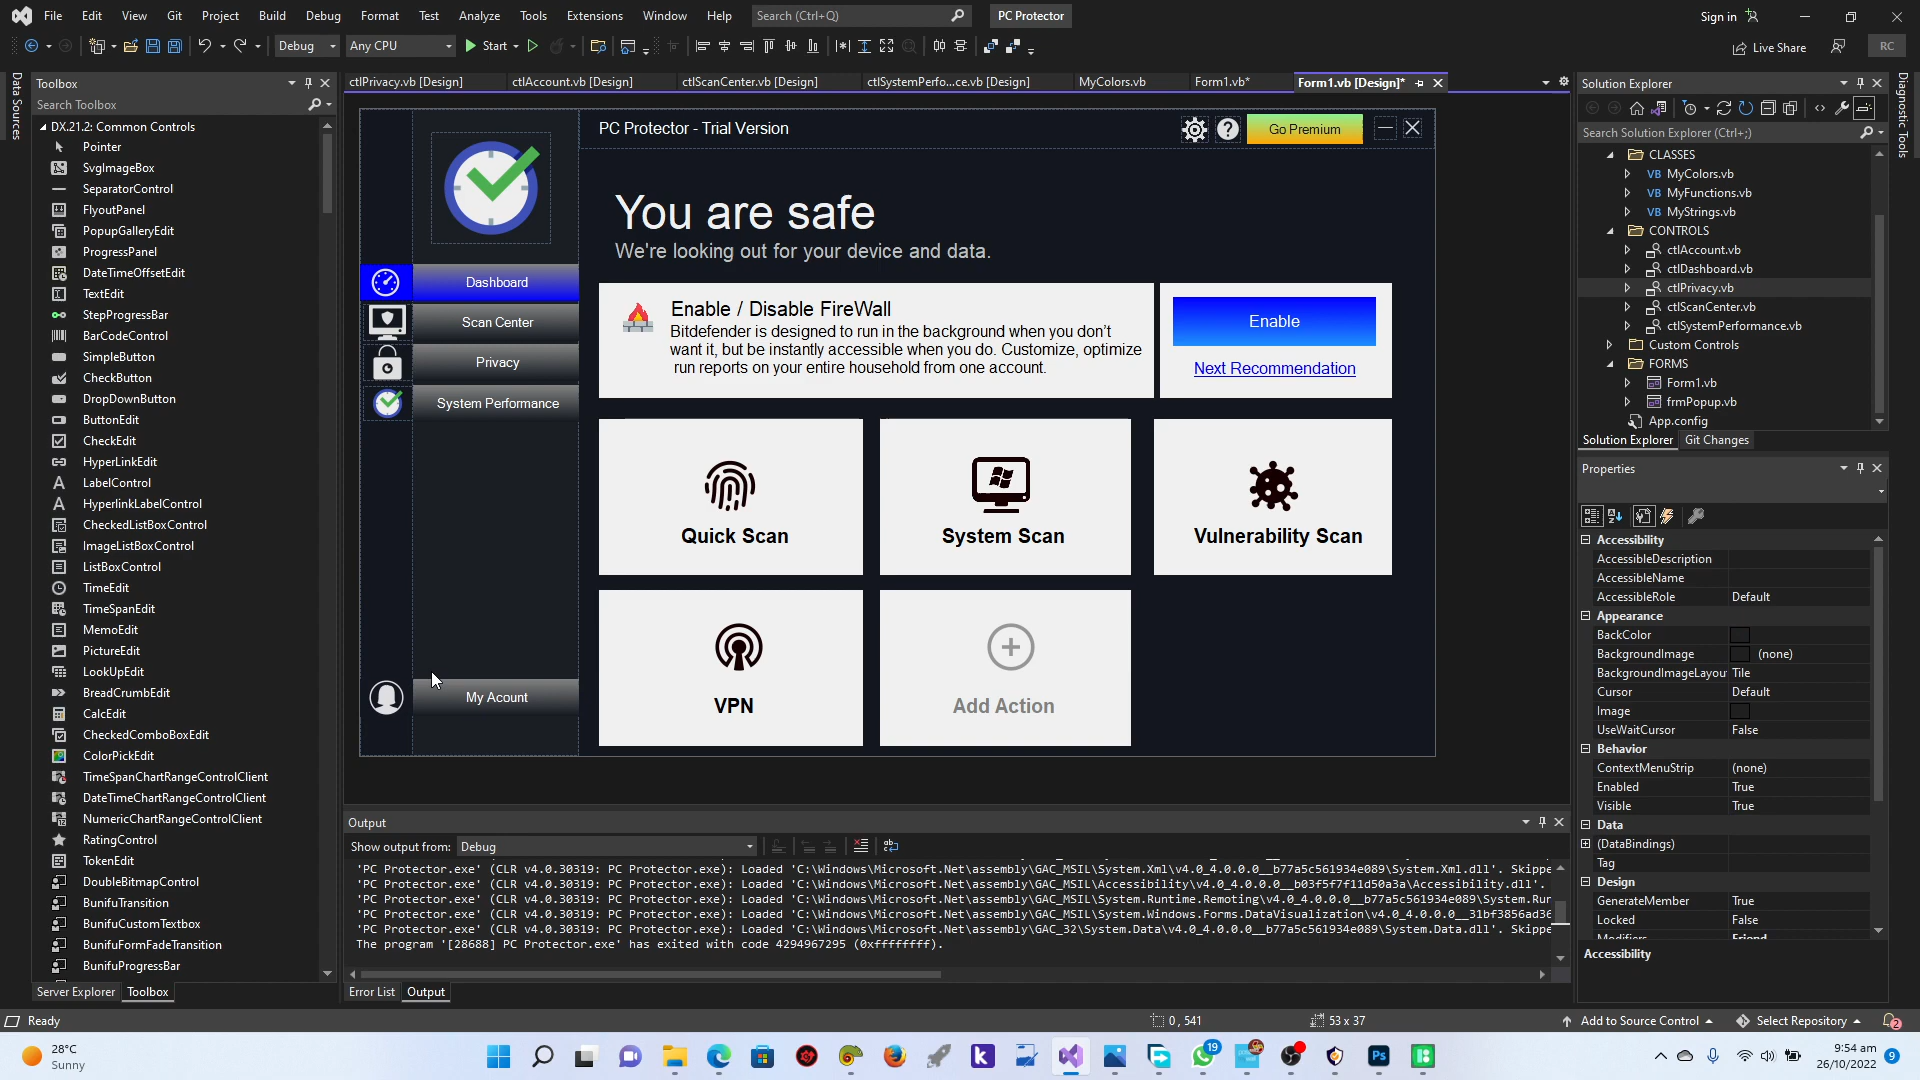 File Edit View Git Project Build Debug Format Test Analyze Tools Extensions Window Help Search (Ctrl+Q) PC Protector Sign in
Debug Any CPU Start Live Share RC
Data Sources
Toolbox
Search Toolbox
DX.21.2: Common Controls
Pointer
SvgImageBox
SeparatorControl
FlyoutPanel
PopupGalleryEdit
ProgressPanel
DateTimeOffsetEdit
TextEdit
StepProgressBar
BarCodeControl
SimpleButton
CheckButton
DropDownButton
ButtonEdit
CheckEdit
HyperLinkEdit
LabelControl
HyperlinkLabelControl
CheckedListBoxControl
ImageListBoxControl
ListBoxControl
TimeEdit
TimeSpanEdit
MemoEdit
PictureEdit
LookUpEdit
BreadCrumbEdit
CalcEdit
CheckedComboBoxEdit
ColorPickEdit
TimeSpanChartRangeControlClient
DateTimeChartRangeControlClient
NumericChartRangeControlClient
RatingControl
TokenEdit
DoubleBitmapControl
BunifuTransition
BunifuCustomTextbox
BunifuFormFadeTransition
BunifuProgressBar
Server Explorer Toolbox
ctlPrivacy.vb [Design] ctlAccount.vb [Design] ctlScanCenter.vb [Design] ctlSystemPerfo...ce.vb [Design] MyColors.vb Form1.vb* Form1.vb [Design]*
PC Protector - Trial Version
Go Premium
You are safe
We're looking out for your device and data.
Dashboard
Scan Center
Privacy
System Performance
My Acount
Enable / Disable FireWall
Bitdefender is designed to run in the background when you don't
want it, but be instantly accessible when you do. Customize, optimize
run reports on your entire household from one account.
Enable
Next Recommendation
Quick Scan
System Scan
Vulnerability Scan
VPN
Add Action
Output
Show output from: Debug
'PC Protector.exe' (CLR v4.0.30319: PC Protector.exe): Loaded 'C:\Windows\Microsoft.Net\assembly\GAC_MSIL\System.Xml\v4.0_4.0.0.0__b77a5c561934e089\System.Xml.dll'. Skippe
'PC Protector.exe' (CLR v4.0.30319: PC Protector.exe): Loaded 'C:\Windows\Microsoft.Net\assembly\GAC_MSIL\Accessibility\v4.0_4.0.0.0__b03f5f7f11d50a3a\Accessibility.dll'.
'PC Protector.exe' (CLR v4.0.30319: PC Protector.exe): Loaded 'C:\Windows\Microsoft.Net\assembly\GAC_MSIL\System.Runtime.Remoting\v4.0_4.0.0.0__b77a5c561934e089\System.Rur
'PC Protector.exe' (CLR v4.0.30319: PC Protector.exe): Loaded 'C:\Windows\Microsoft.Net\assembly\GAC_MSIL\System.Windows.Forms.DataVisualization\v4.0_4.0.0.0__31bf3856ad36
'PC Protector.exe' (CLR v4.0.30319: PC Protector.exe): Loaded 'C:\Windows\Microsoft.Net\assembly\GAC_32\System.Data\v4.0_4.0.0.0__b77a5c561934e089\System.Data.dll'. Skippe
The program '[28688] PC Protector.exe' has exited with code 4294967295 (0xffffffff).
Error List Output
Solution Explorer
Search Solution Explorer (Ctrl+;)
CLASSES
VB MyColors.vb
VB MyFunctions.vb
VB MyStrings.vb
CONTROLS
ctlAccount.vb
ctlDashboard.vb
ctlPrivacy.vb
ctlScanCenter.vb
ctlSystemPerformance.vb
Custom Controls
FORMS
Form1.vb
frmPopup.vb
App.config
Solution Explorer Git Changes
Properties
Accessibility
AccessibleDescription
AccessibleName
AccessibleRole Default
Appearance
BackColor
BackgroundImage (none)
BackgroundImageLayou Tile
Cursor Default
Image
UseWaitCursor False
Behavior
ContextMenuStrip (none)
Enabled True
Visible True
Data
(DataBindings)
Tag
Design
GenerateMember True
Locked False
Modifiers Friend
Accessibility
Diagnostic Tools
Ready 0 , 541 53 x 37 Add to Source Control Select Repository 2
28°C
Sunny
19
Ps
9:54 am
26/10/2022
9